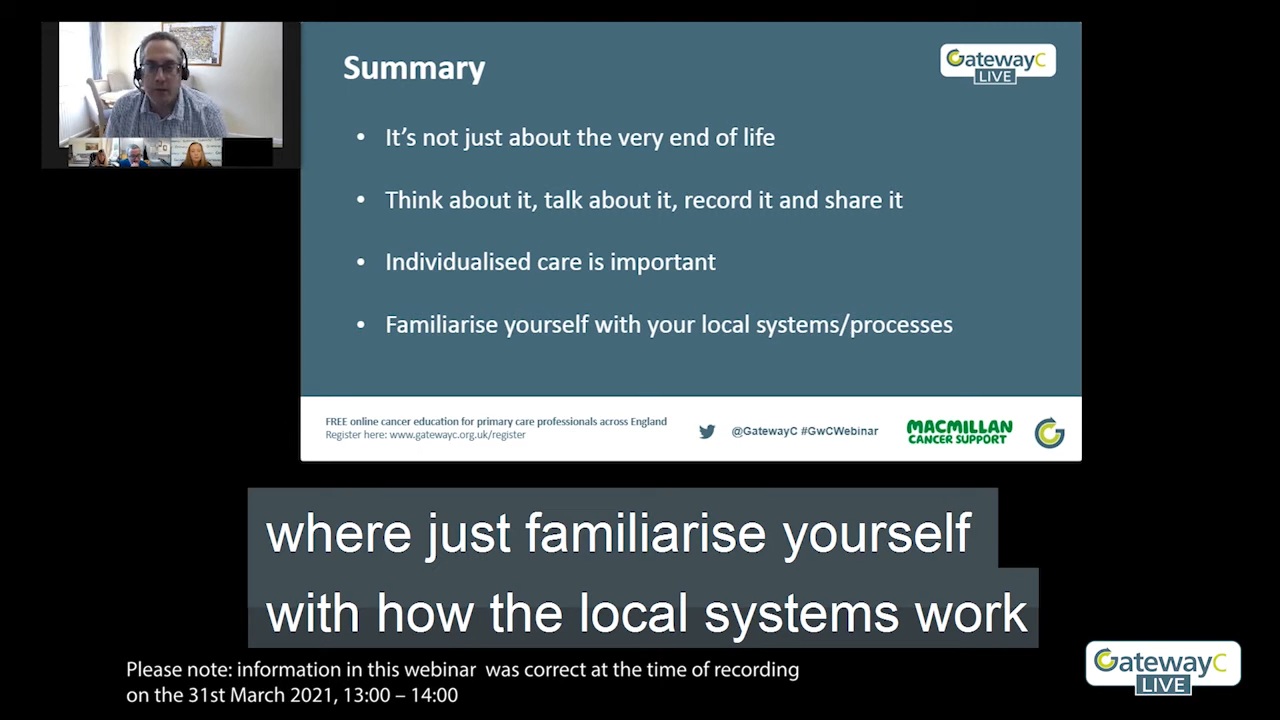 Summary
GatewayC
LIVE
• It's not just about the very end of life
• Think about it, talk about it, record it and share it
• Individualised care is important
• Familiarise yourself with your local systems/processes
FREE online cancer education for primary care professionals across England
Register here: www.gatewayc.org.uk/register
@GatewayC #GwCWebinar
MACMILLAN
CANCER SUPPORT
where just familiarise yourself
with how the local systems work
Please note: information in this webinar was correct at the time of recording
on the 31st March 2021, 13:00 – 14:00
GatewayC
LIVE